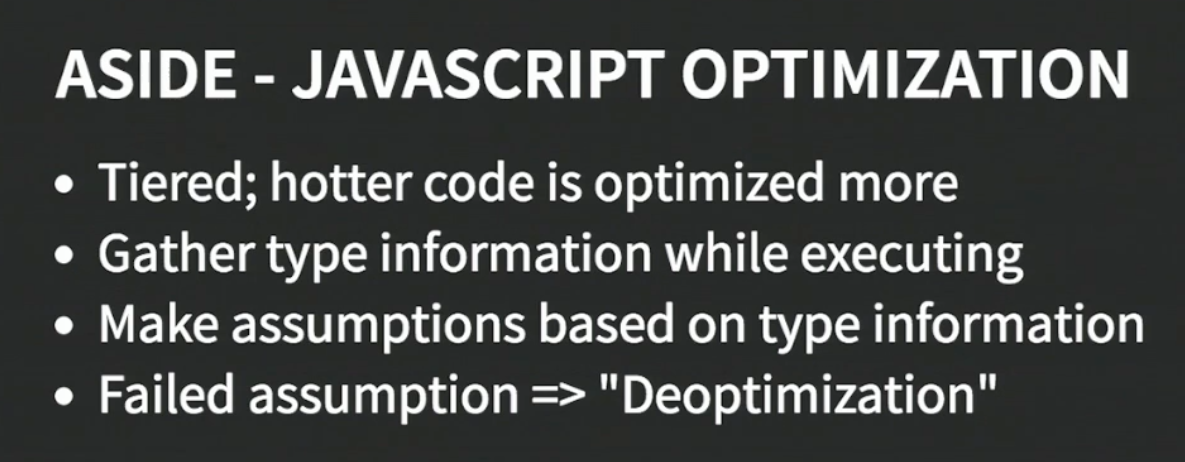 ASIDE - JAVASCRIPT OPTIMIZATION
• Tiered; hotter code is optimized more
• Gather type information while executing
• Make assumptions based on type information
• Failed assumption => "Deoptimization"